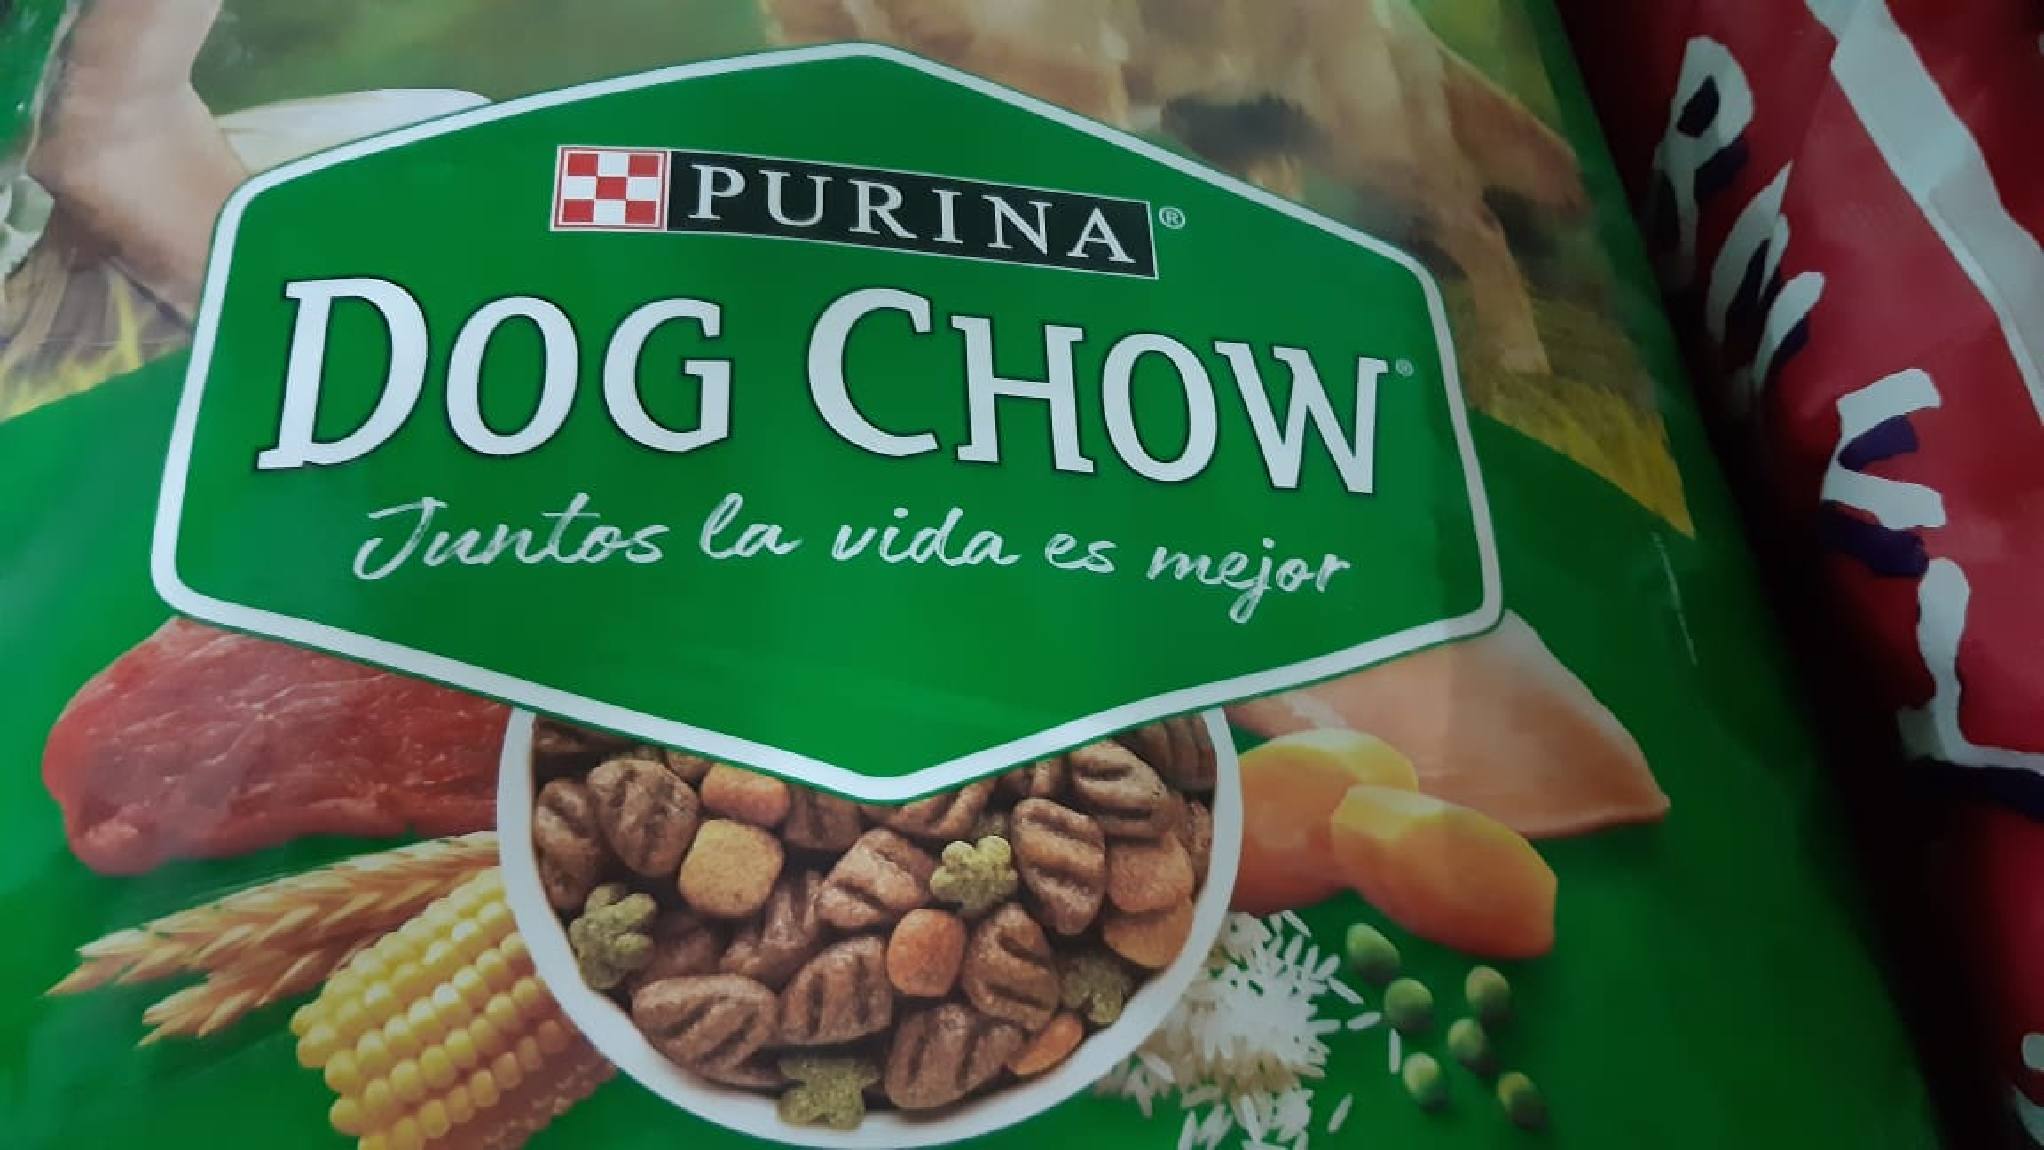 PURINA®
DOG CHOW®
Juntos la vida es mejor